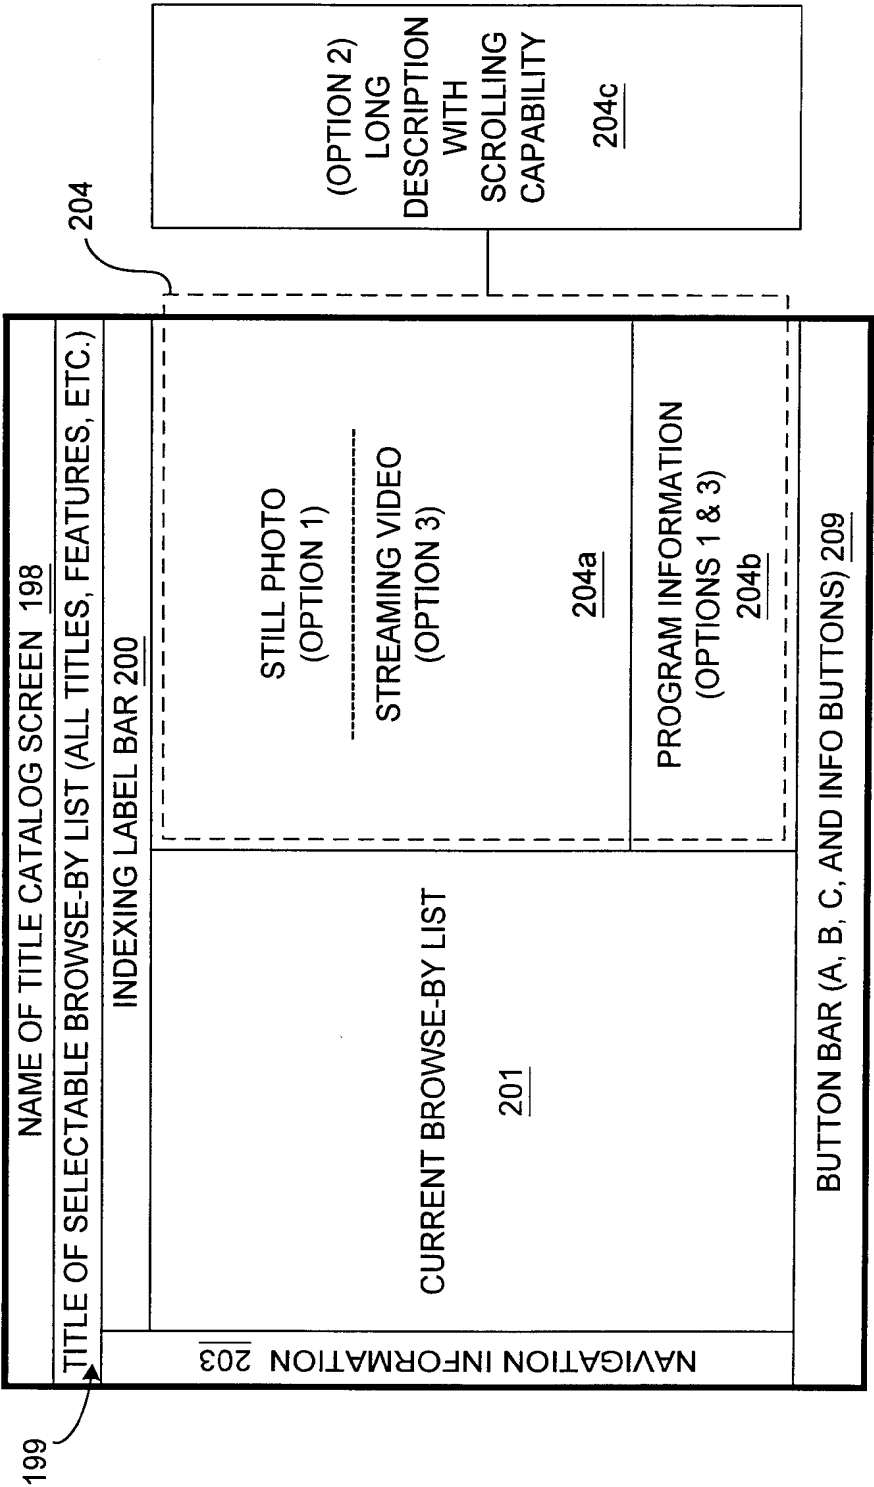 NAME OF TITLE CATALOG SCREEN 198
TITLE OF SELECTABLE BROWSE-BY LIST (ALL TITLES, FEATURES, ETC.)
199
INDEXING LABEL BAR 200
NAVIGATION INFORMATION 203
CURRENT BROWSE-BY LIST
201
204
STILL PHOTO
(OPTION 1)
STREAMING VIDEO
(OPTION 3)
204a
PROGRAM INFORMATION
(OPTIONS 1 & 3)
204b
(OPTION 2)
LONG
DESCRIPTION
WITH
SCROLLING
CAPABILITY
204c
BUTTON BAR (A, B, C, AND INFO BUTTONS) 209